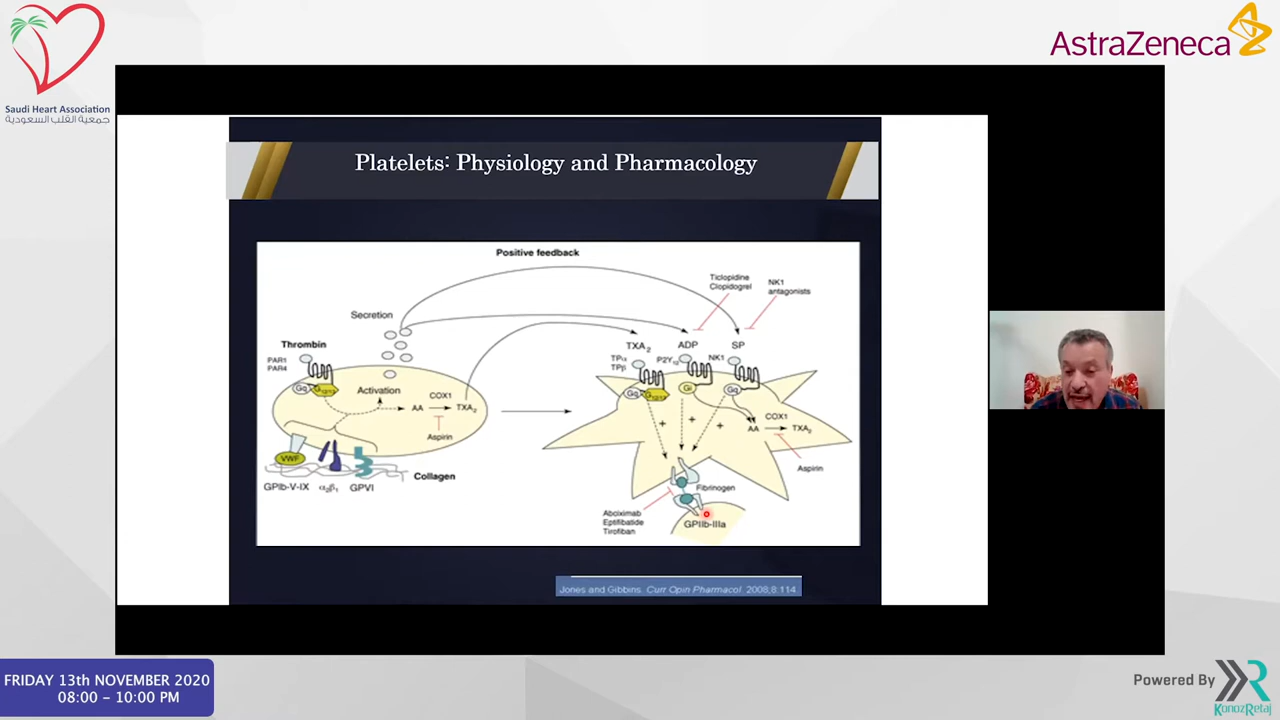 Saudi Heart Association
جمعية القلب السعودية
AstraZeneca
Platelets: Physiology and Pharmacology
Positive feedback
Ticlopidine
Clopidogrel
NK1
antagonists
Secretion
Thrombin
PAR1
PAR4
Gq
Activation
COX1
AA
TXA2
Aspirin
VWF
GPIb-V-IX
α2β1
GPVI
Collagen
TXA2
ADP
SP
TPα
TPβ
P2Y
NK1
Gq
Gi
Gq
+
+
+
COX1
AA
TXA2
Aspirin
Fibrinogen
Abciximab
Eptifibatide
Tirofiban
GPIIb-IIIa
Jones and Gibbins. Curr Opin Pharmacol. 2008;8:114.
FRIDAY 13th NOVEMBER 2020
08:00 - 10:00 PM
Powered By
KonozRetaj